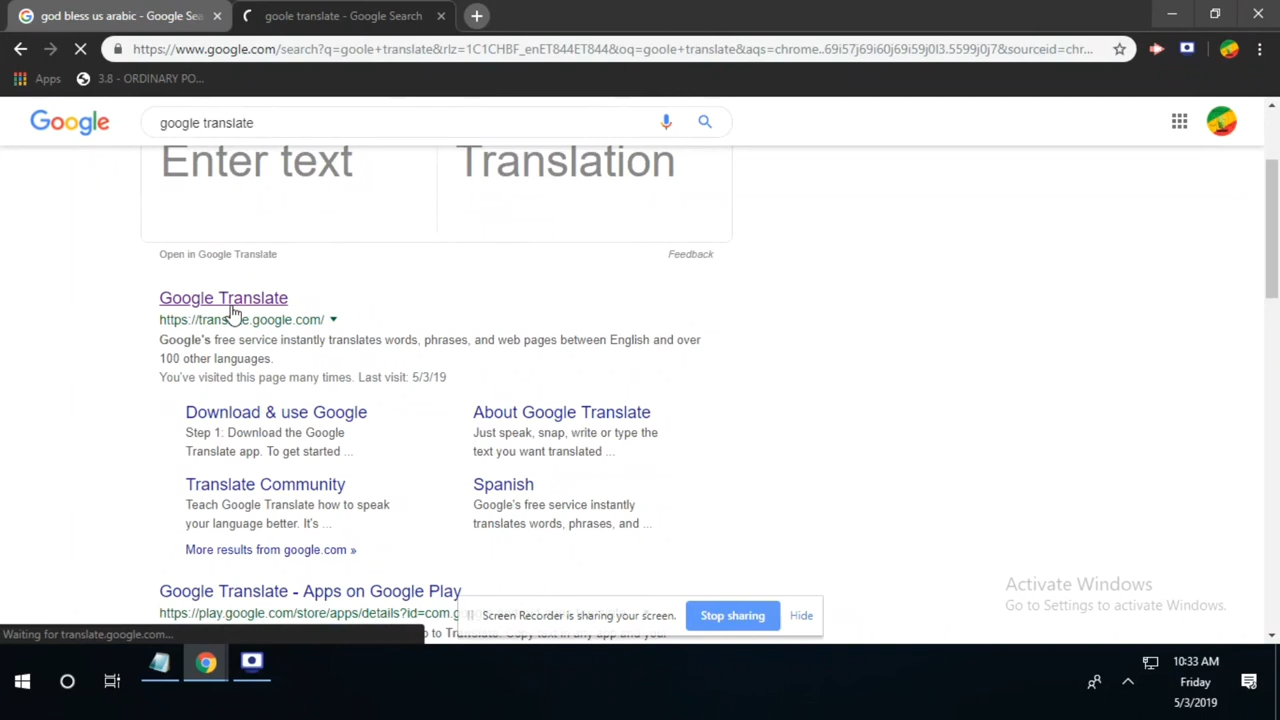 god bless us arabic - Google Sea
goole translate - Google Search
https://www.google.com/search?q=goole+translate&rlz=1C1CHBF_enET844ET844&oq=goole+translate&aqs=chrome..69i57j69i60j69i59j0l3.5599j0j7&sourceid=chr...
Apps
3.8 - ORDINARY PO...
Google
google translate
Enter text
Translation
Open in Google Translate
Feedback
Google Translate
https://translate.google.com/
Google's free service instantly translates words, phrases, and web pages between English and over
100 other languages.
You've visited this page many times. Last visit: 5/3/19
Download & use Google
Step 1: Download the Google
Translate app. To get started ...
About Google Translate
Just speak, snap, write or type the
text you want translated ...
Translate Community
Teach Google Translate how to speak
your language better. It's ...
Spanish
Google's free service instantly
translates words, phrases, and ...
More results from google.com »
Google Translate - Apps on Google Play
https://play.google.com/store/apps/details?id=com.g
Screen Recorder is sharing your screen.
Stop sharing
Hide
Activate Windows
Go to Settings to activate Windows.
Waiting for translate.google.com...
10:33 AM
Friday
5/3/2019